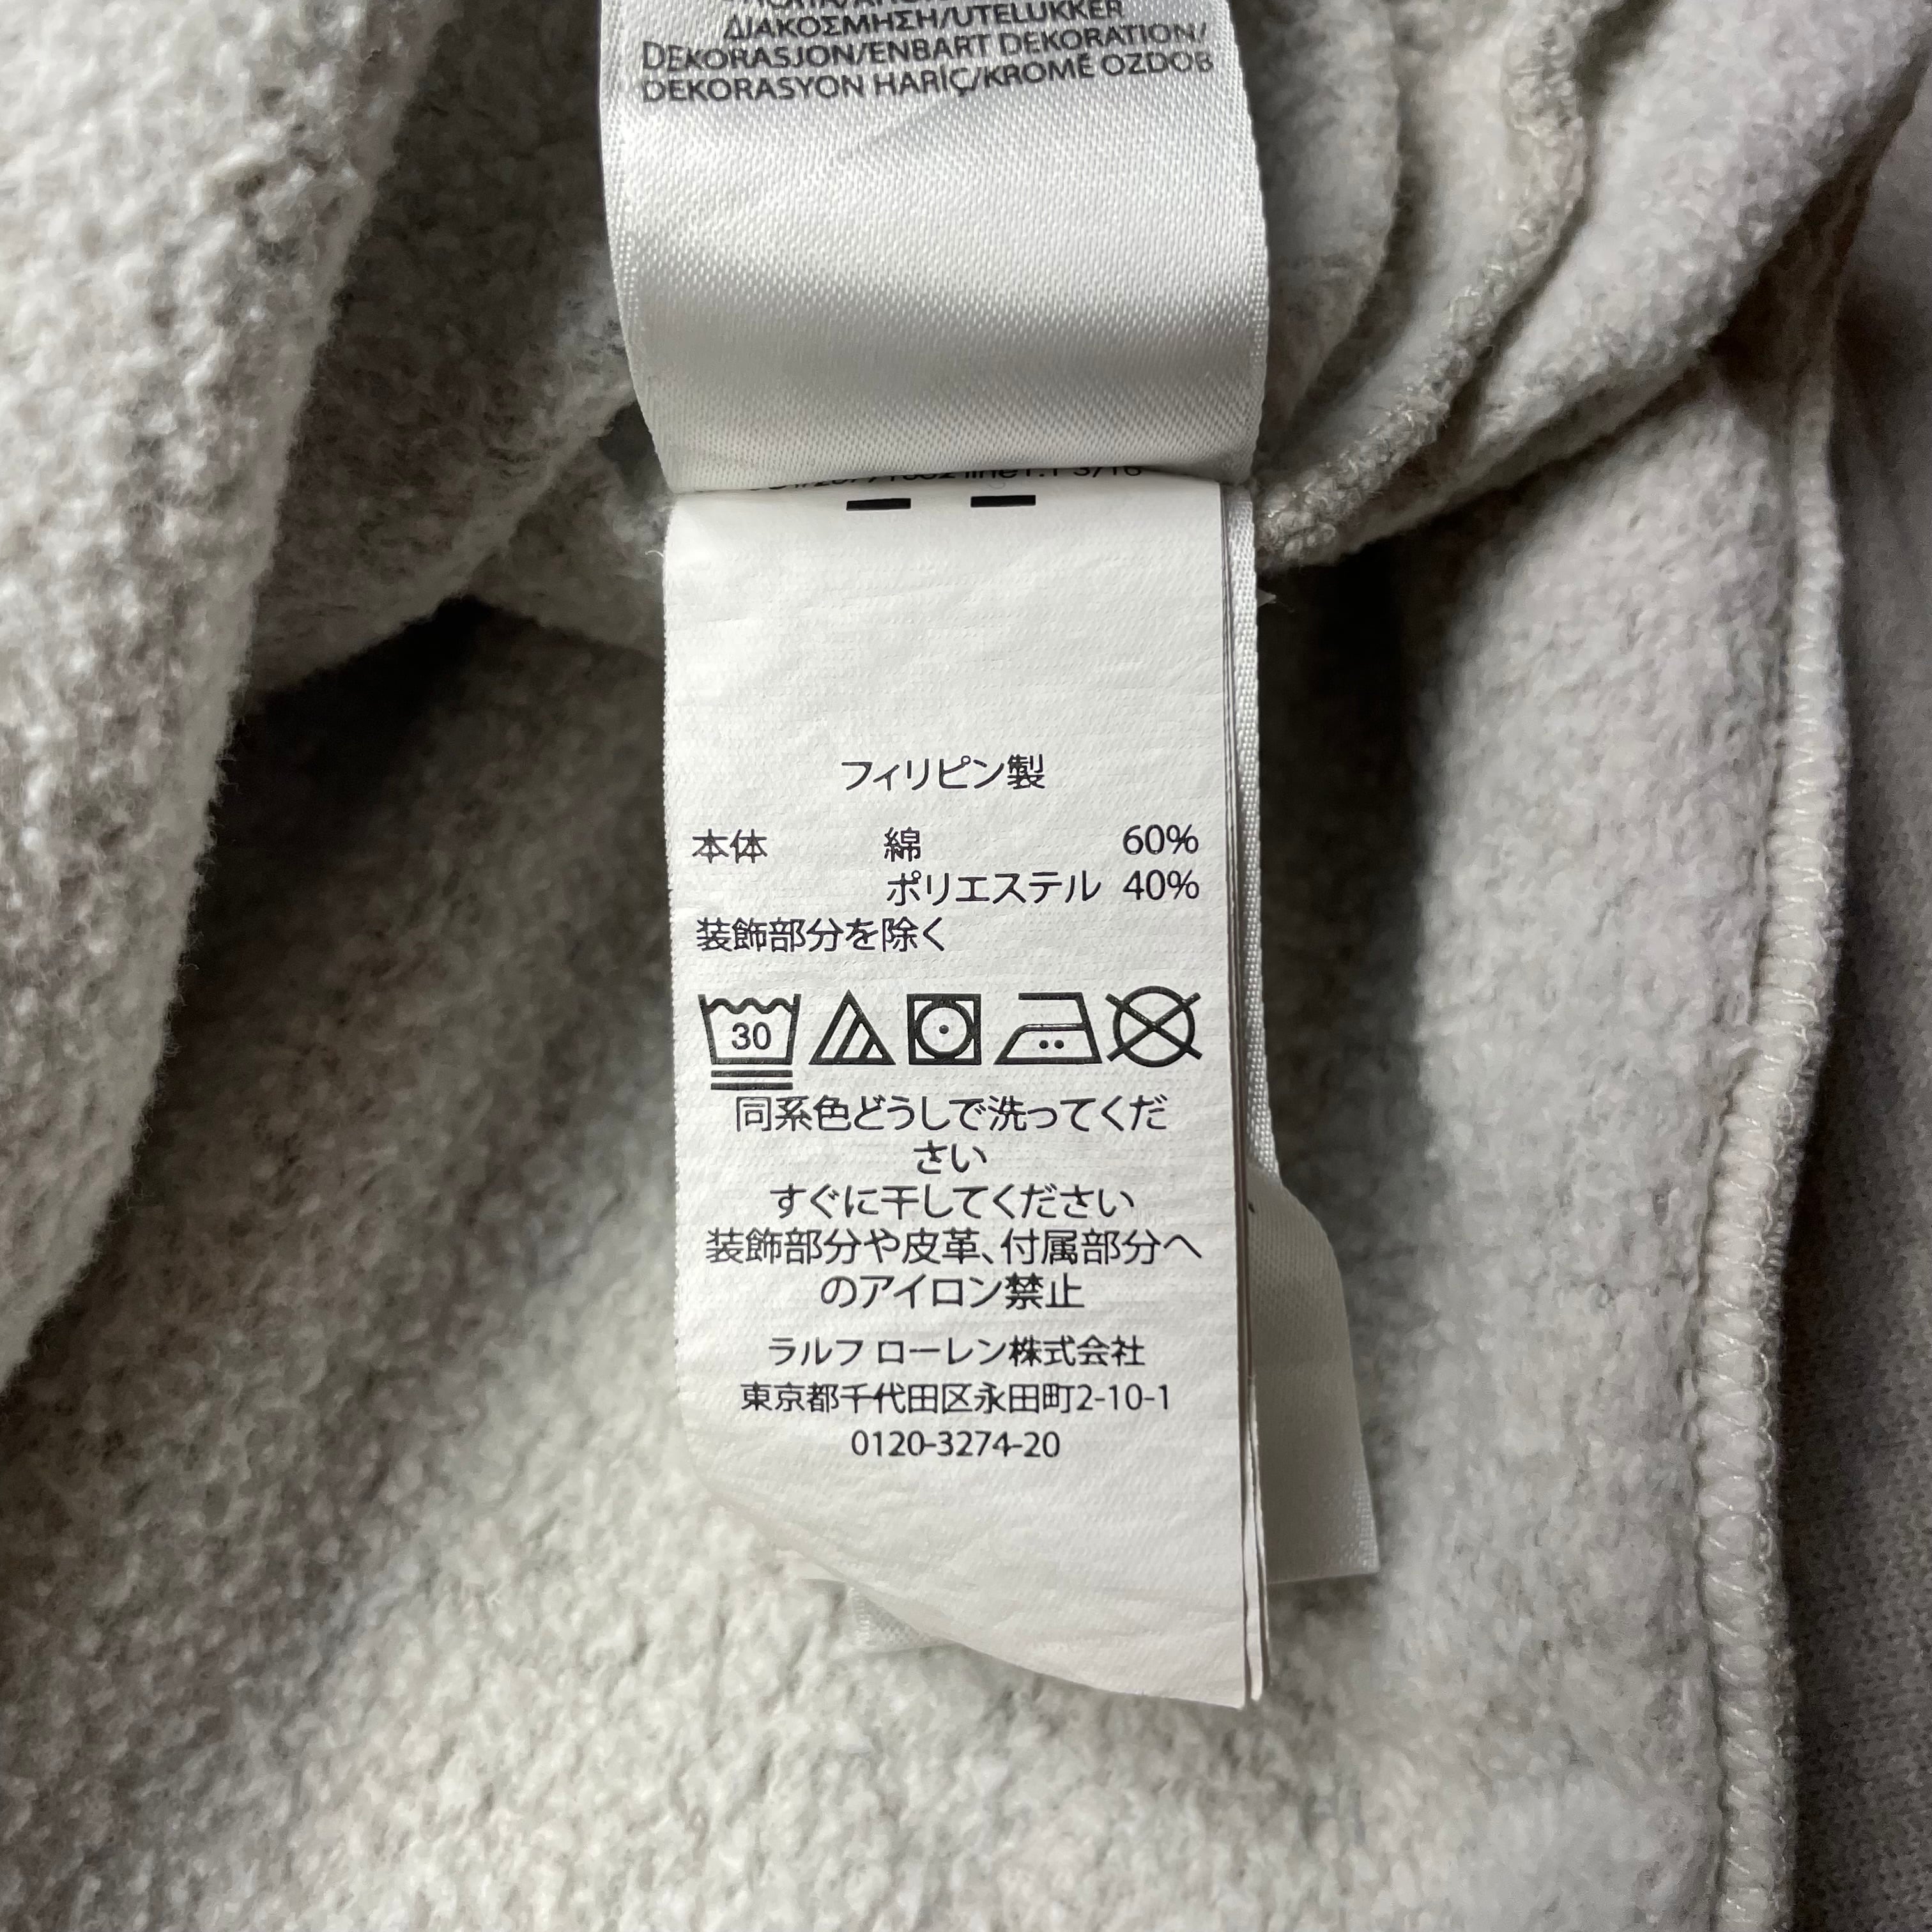 ΔΙΑΚΟΣΜΗΣΗ/UTELUKKER
DEKORASJON/ENBART DEKORATION/
DEKORASYON HARİÇ/KROMĚ OZDOB
フィリピン製
本体 綿 60%
ポリエステル 40%
装飾部分を除く
30
同系色どうしで洗ってくだ
さい
すぐに干してください
装飾部分や皮革、付属部分へ
のアイロン禁止
ラルフ ローレン株式会社
東京都千代田区永田町2-10-1
0120-3274-20